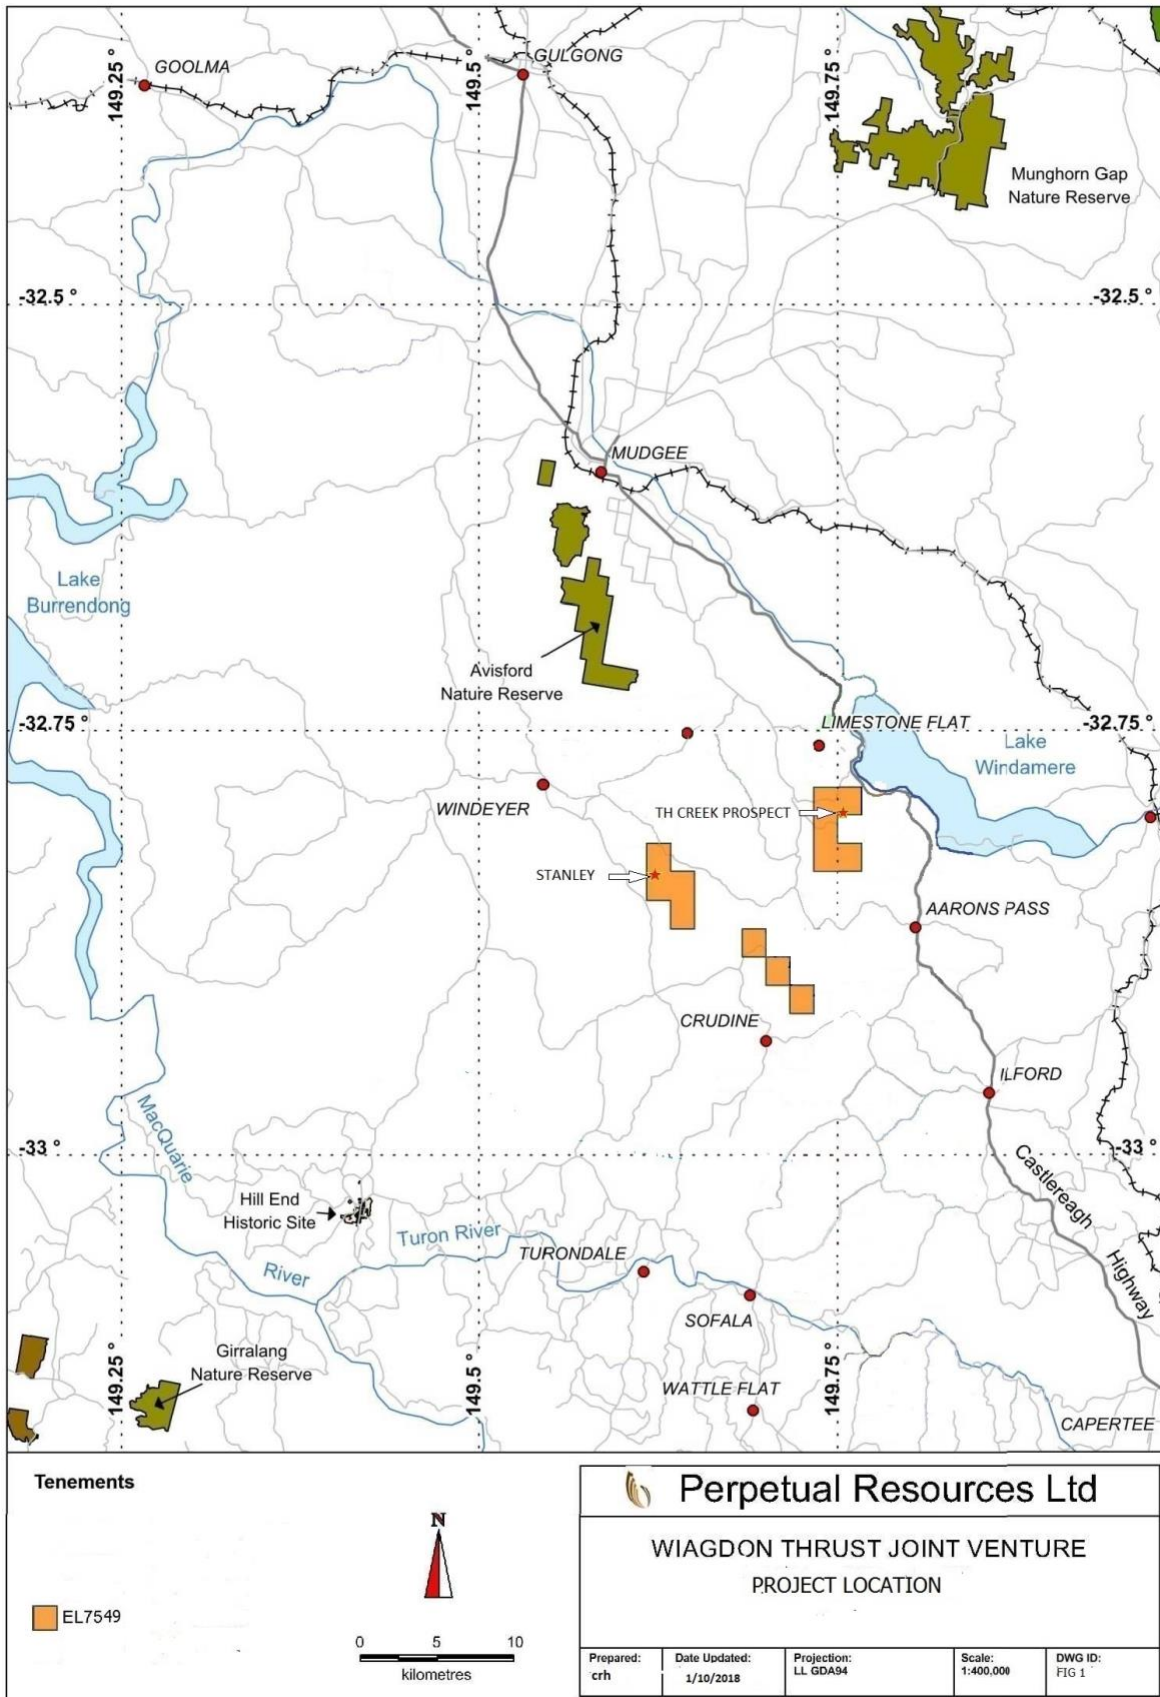 149.25 °
GOOLMA
149.5 °
GULGONG
149.75 °
Munghorn Gap
Nature Reserve
-32.5 °
-32.5 °
MUDGEE
Lake
Burrendong
Avisford
Nature Reserve
-32.75 °
LIMESTONE FLAT
-32.75 °
Lake
Windamere
WINDEYER
TH CREEK PROSPECT
STANLEY
AARONS PASS
CRUDINE
ILFORD
MacQuarie
River
-33 °
-33 °
Castlereagh
Highway
Hill End
Historic Site
Turon River
TURONDALE
SOFALA
Girralang
Nature Reserve
149.25 °
149.5 °
149.75 °
WATTLE FLAT
CAPERTEE
Tenements
EL7549
N
0 5 10
kilometres
Perpetual Resources Ltd
WIAGDON THRUST JOINT VENTURE
PROJECT LOCATION
Prepared:
crh
Date Updated:
1/10/2018
Projection:
LL GDA94
Scale:
1:400,000
DWG ID:
FIG 1